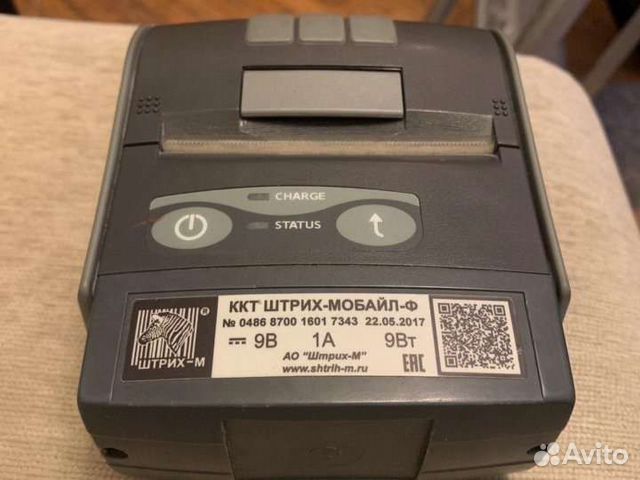 CHARGE
STATUS
ККТ ШТРИХ-МОБАЙЛ-Ф
№ 0486 8700 1601 7343 22.05.2017
9В 1А 9Вт
АО "Штрих-М"
www.shtrih-m.ru
ШТРИХ-М
®
EAC
Avito